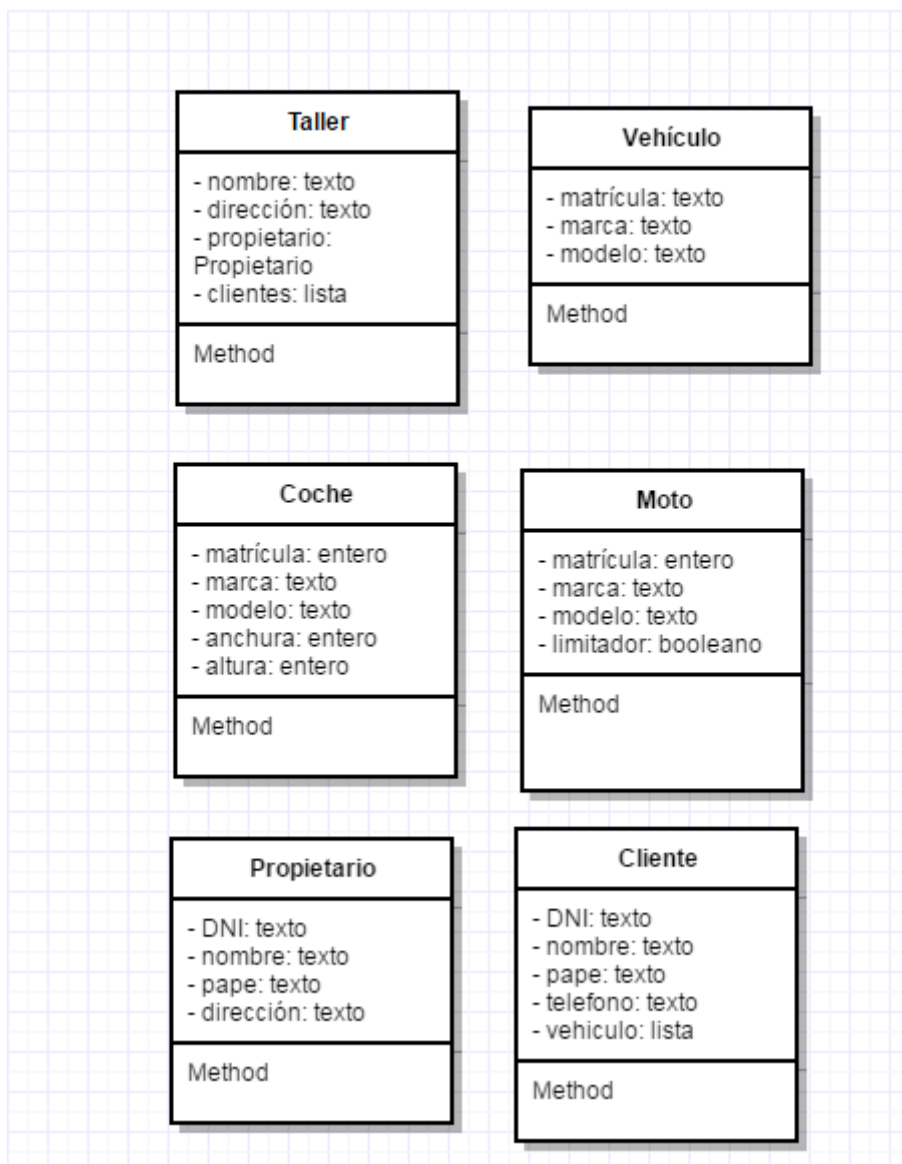 Taller
- nombre: texto
- dirección: texto
- propietario:
Propietario
- clientes: lista
Method
Vehículo
- matrícula: texto
- marca: texto
- modelo: texto
Method
Coche
- matrícula: entero
- marca: texto
- modelo: texto
- anchura: entero
- altura: entero
Method
Moto
- matrícula: entero
- marca: texto
- modelo: texto
- limitador: booleano
Method
Propietario
- DNI: texto
- nombre: texto
- pape: texto
- dirección: texto
Method
Cliente
- DNI: texto
- nombre: texto
- pape: texto
- telefono: texto
- vehiculo: lista
Method